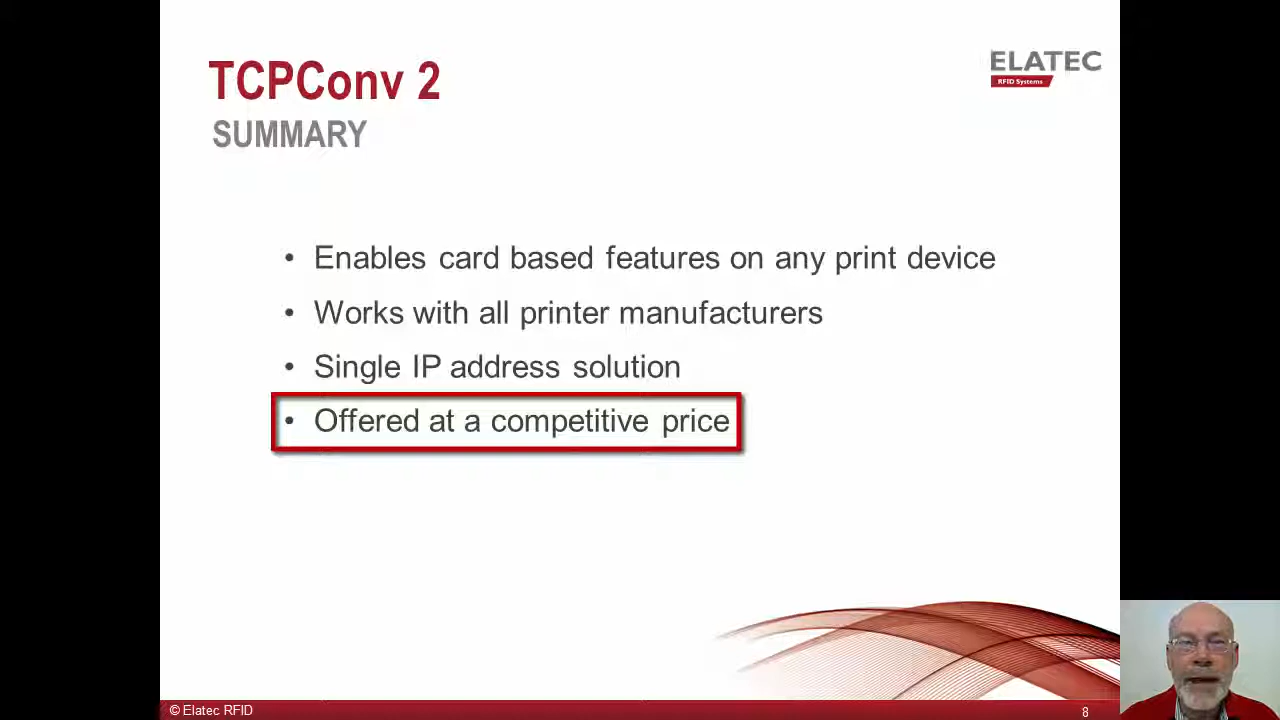 TCPConv 2
SUMMARY
ELATEC
RFID Systems
• Enables card based features on any print device
• Works with all printer manufacturers
• Single IP address solution
• Offered at a competitive price
© Elatec RFID
8